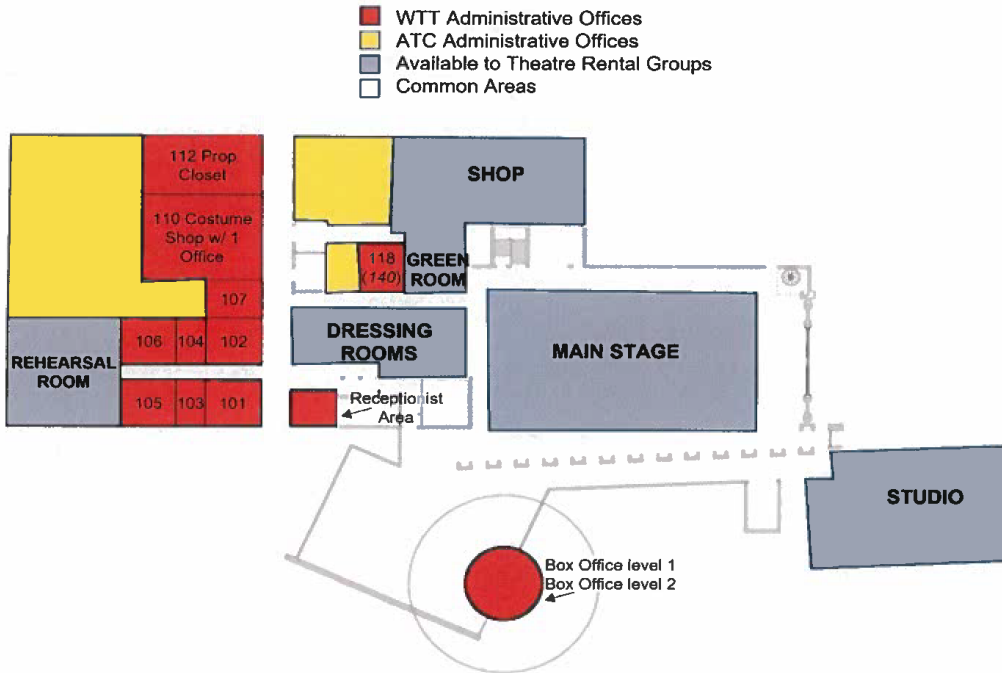 WTT Administrative Offices
ATC Administrative Offices
Available to Theatre Rental Groups
Common Areas
112 Prop
Closet
110 Costume
Shop w/ 1
Office
107
106
104
102
105
103
101
REHEARSAL
ROOM
SHOP
118
(140)
GREEN
ROOM
DRESSING
ROOMS
MAIN STAGE
Receptionist
Area
STUDIO
Box Office level 1
Box Office level 2